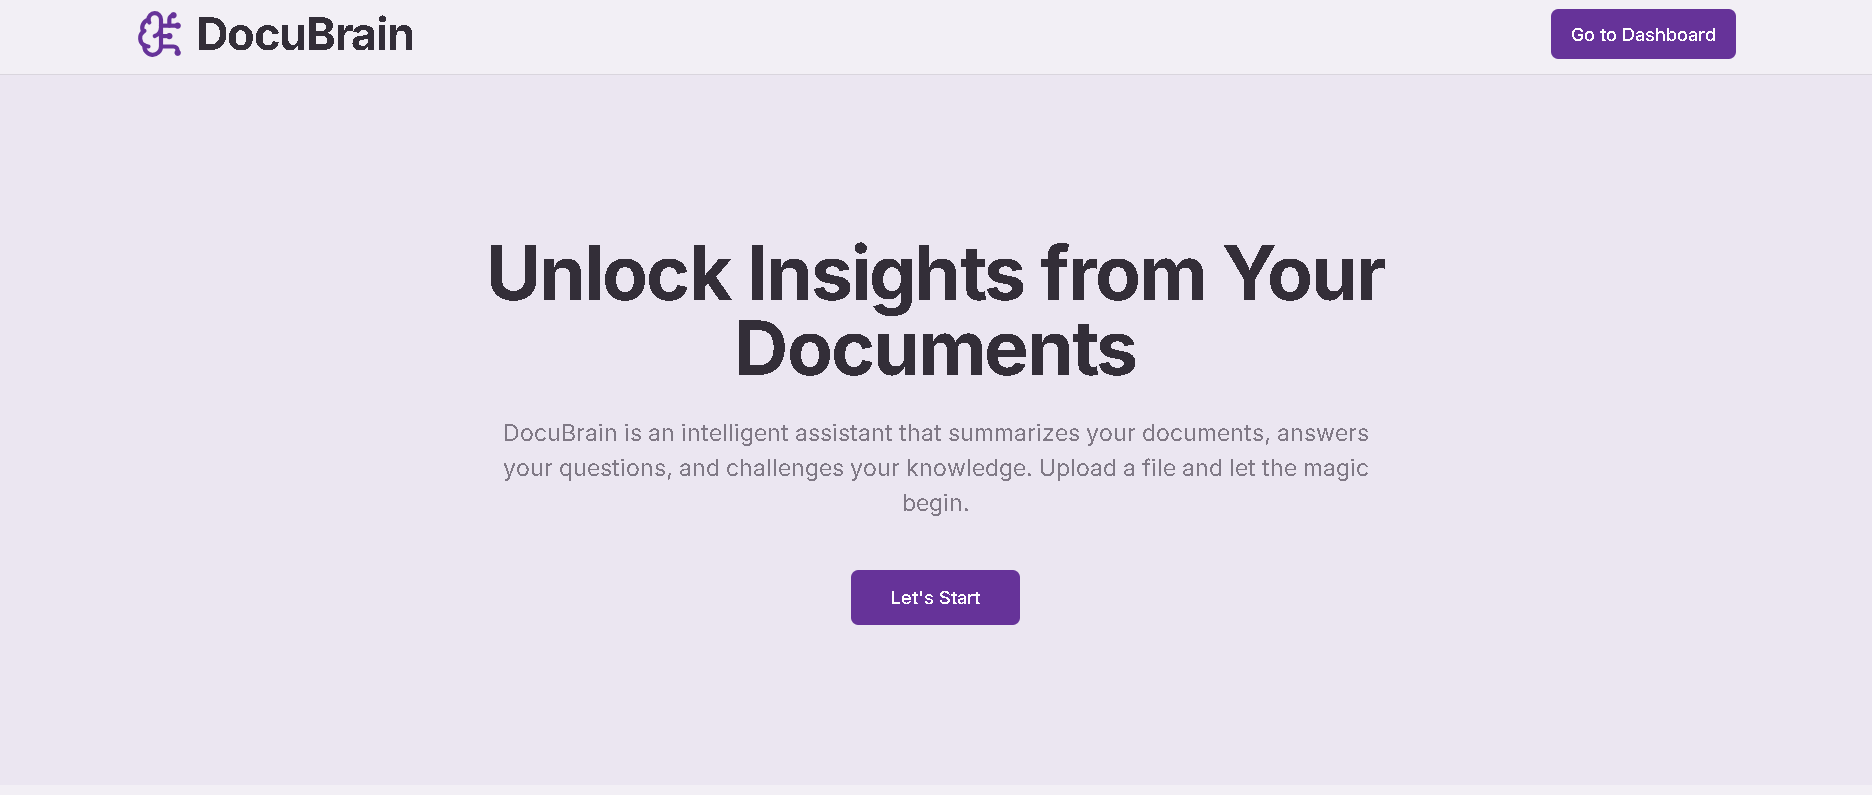 DocuBrain
Go to Dashboard
Unlock Insights from Your
Documents
DocuBrain is an intelligent assistant that summarizes your documents, answers
your questions, and challenges your knowledge. Upload a file and let the magic
begin.
Let's Start